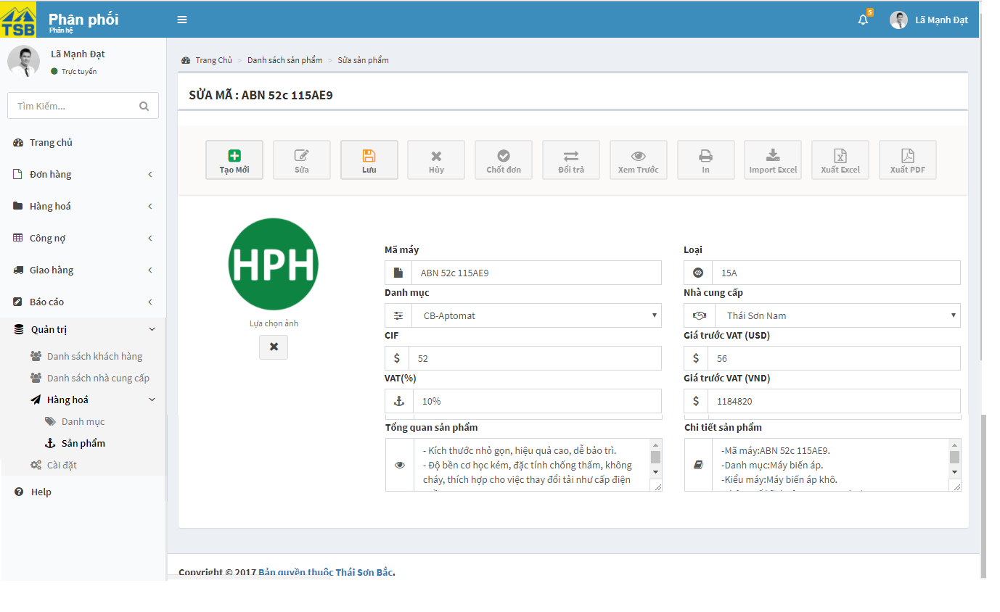 TSB
Phân phối
Phân hệ
5
Lã Mạnh Đạt
Lã Mạnh Đạt
Trực tuyến
Tìm Kiếm...
Trang chủ
Đơn hàng
Hàng hoá
Công nợ
Giao hàng
Báo cáo
Quản trị
Danh sách khách hàng
Danh sách nhà cung cấp
Hàng hoá
Danh mục
Sản phẩm
Cài đặt
Help
Trang Chủ > Danh sách sản phẩm > Sửa sản phẩm
SỬA MÃ : ABN 52c 115AE9
Tạo Mới
Sửa
Lưu
Hủy
Chốt đơn
Đổi trả
Xem Trước
In
Import Excel
Xuất Excel
Xuất PDF
HPH
Lựa chọn ảnh
Mã máy
ABN 52c 115AE9
Loại
15A
Danh mục
CB-Aptomat
Nhà cung cấp
Thái Sơn Nam
CIF
$ 52
Giá trước VAT (USD)
$ 56
VAT(%)
10%
Giá trước VAT (VND)
$ 1184820
Tổng quan sản phẩm
- Kích thước nhỏ gọn, hiệu quả cao, dễ bảo trì.
- Độ bền cơ học kém, đặc tính chống thấm, không
cháy, thích hợp cho việc thay đổi tải như cấp điện
Chi tiết sản phẩm
-Mã máy:ABN 52c 115AE9.
-Danh mục:Máy biến áp.
-Kiểu máy:Máy biến áp khô.
Copyright © 2017 Bản quyền thuộc Thái Sơn Bắc.